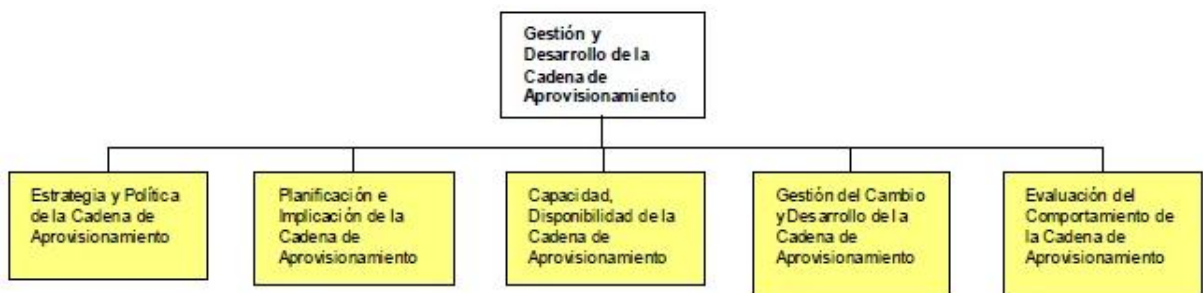 Gestión y
Desarrollo de la
Cadena de
Aprovisionamiento
Estrategia y Política
de la Cadena de
Aprovisionamiento
Planificación e
Implicación de la
Cadena de
Aprovisionamiento
Capacidad,
Disponibilidad de la
Cadena de
Aprovisionamiento
Gestión del Cambio
y Desarrollo de la
Cadena de
Aprovisionamiento
Evaluación del
Comportamiento de
la Cadena de
Aprovisionamiento